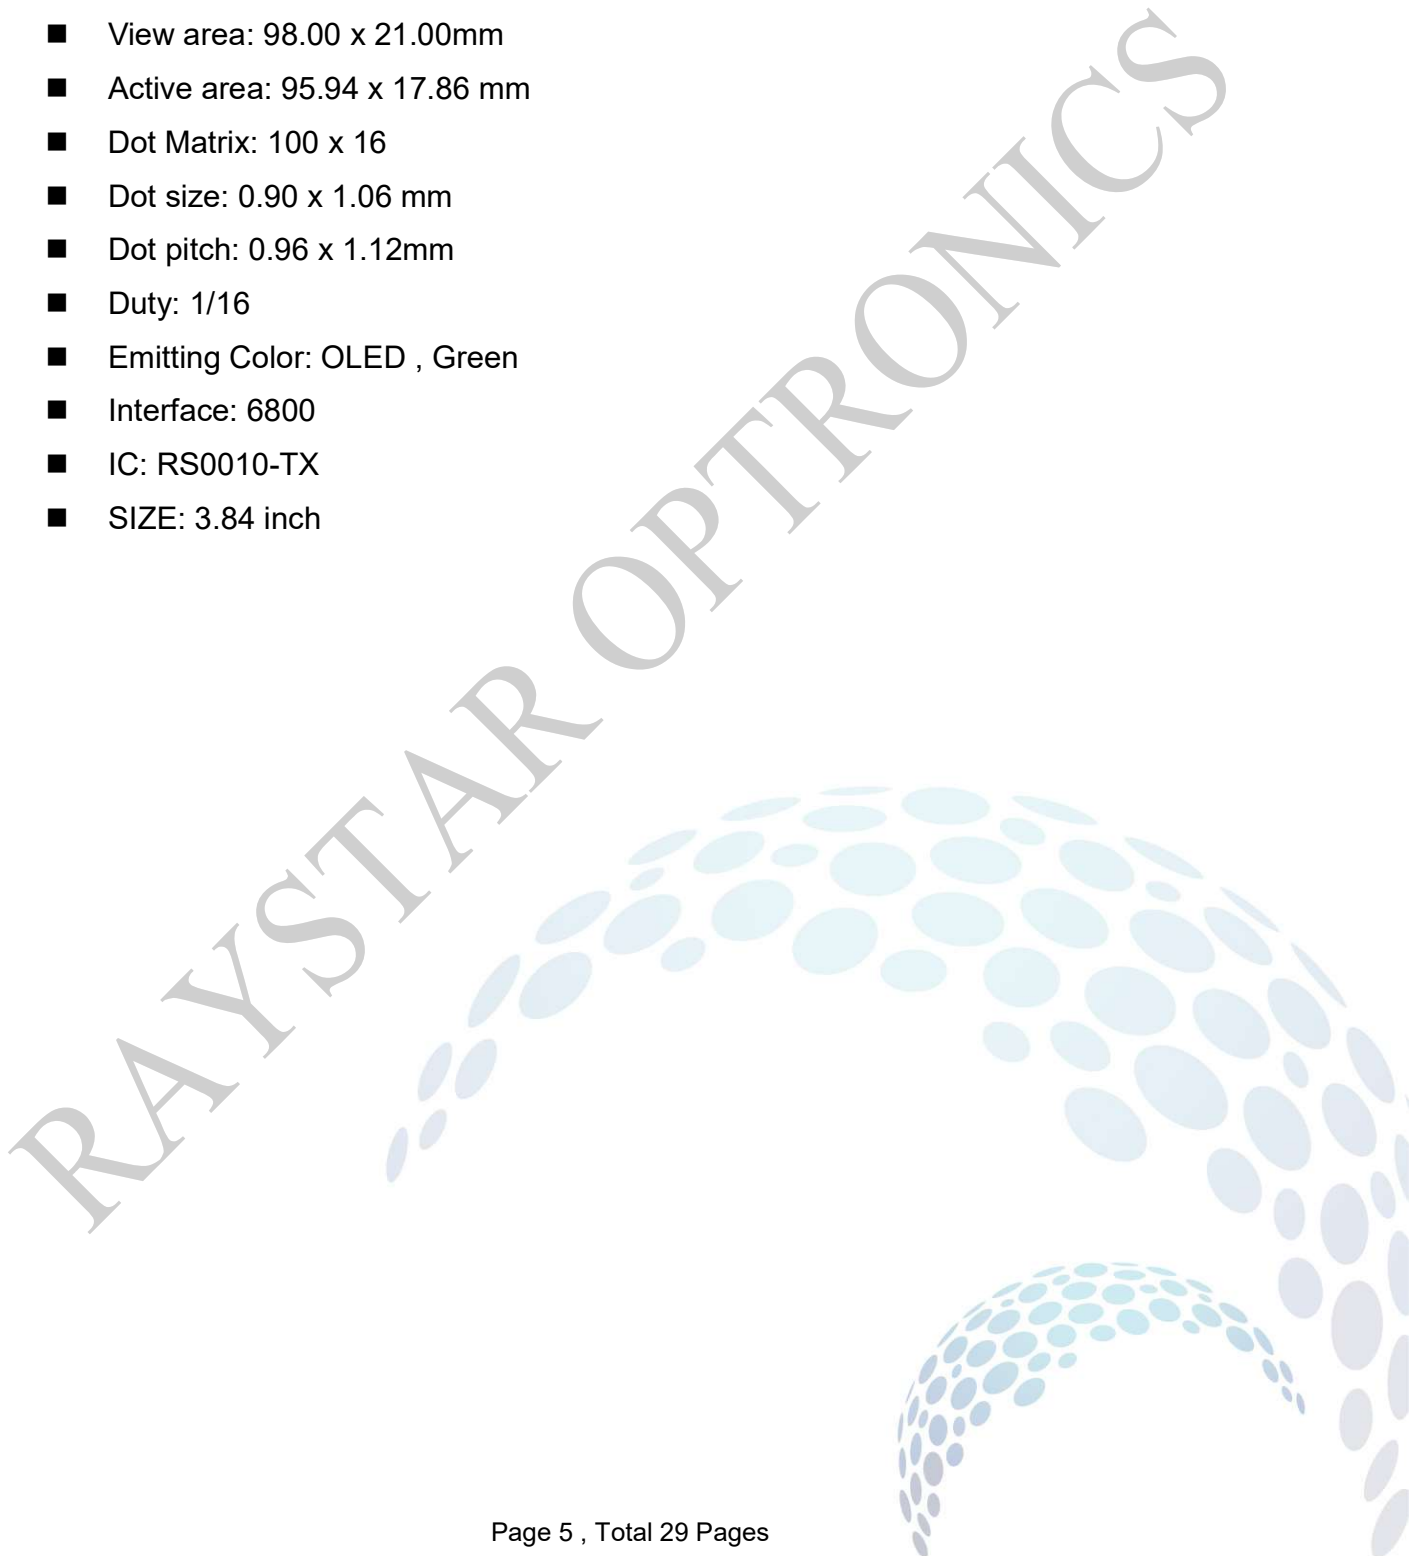 ■ View area: 98.00 x 21.00mm
■ Active area: 95.94 x 17.86 mm
■ Dot Matrix: 100 x 16
■ Dot size: 0.90 x 1.06 mm
■ Dot pitch: 0.96 x 1.12mm
■ Duty: 1/16
■ Emitting Color: OLED , Green
■ Interface: 6800
■ IC: RS0010-TX
■ SIZE: 3.84 inch
RAYSTAR OPTRONICS
Page 5 , Total 29 Pages